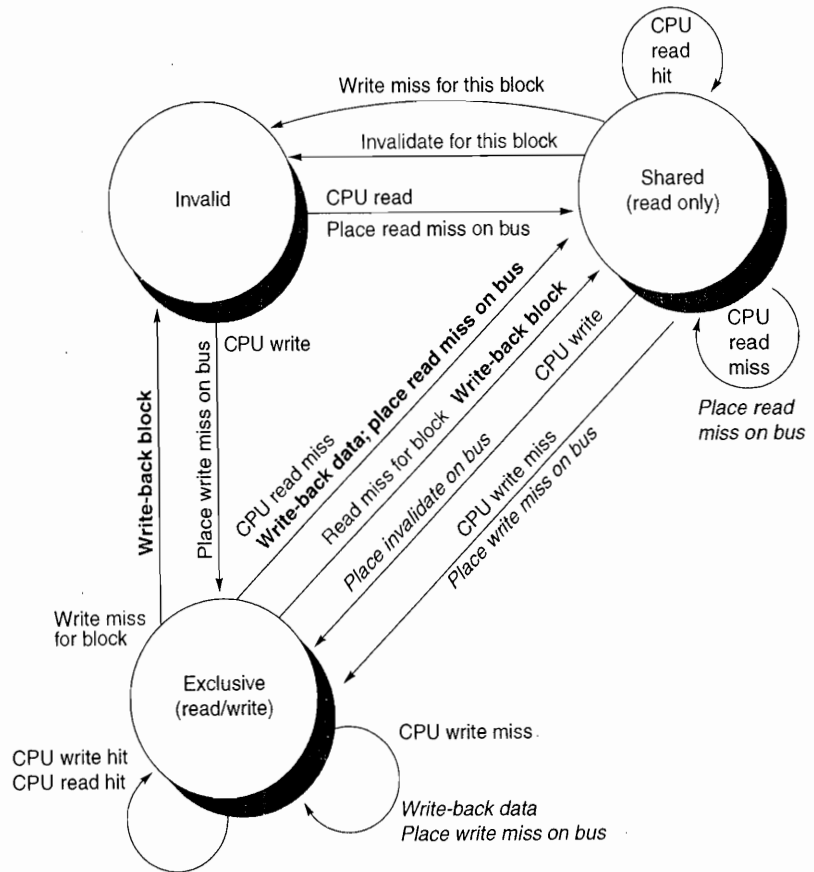 CPU
read
hit
Write miss for this block
Invalidate for this block
Invalid
Shared
(read only)
CPU read
Place read miss on bus
CPU write
Place write miss on bus
Write-back block
CPU read miss
Write-back data; place read miss on bus
Read miss for block Write-back block
CPU write
Place invalidate on bus
CPU write miss
Place write miss on bus
CPU
read
miss
Place read
miss on bus
Write miss
for block
Exclusive
(read/write)
CPU write hit
CPU read hit
CPU write miss
Write-back data
Place write miss on bus